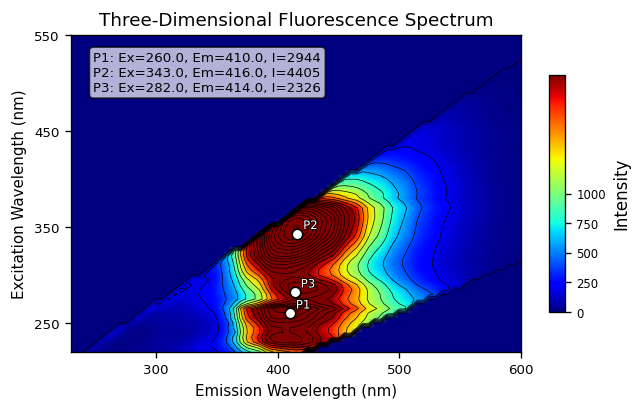 Three-Dimensional Fluorescence Spectrum
P1: Ex=260.0, Em=410.0, I=2944
P2: Ex=343.0, Em=416.0, I=4405
P3: Ex=282.0, Em=414.0, I=2326
550
450
350
250
Excitation Wavelength (nm)
P2
P3
P1
300
400
500
600
Emission Wavelength (nm)
1000
750
500
250
0
Intensity